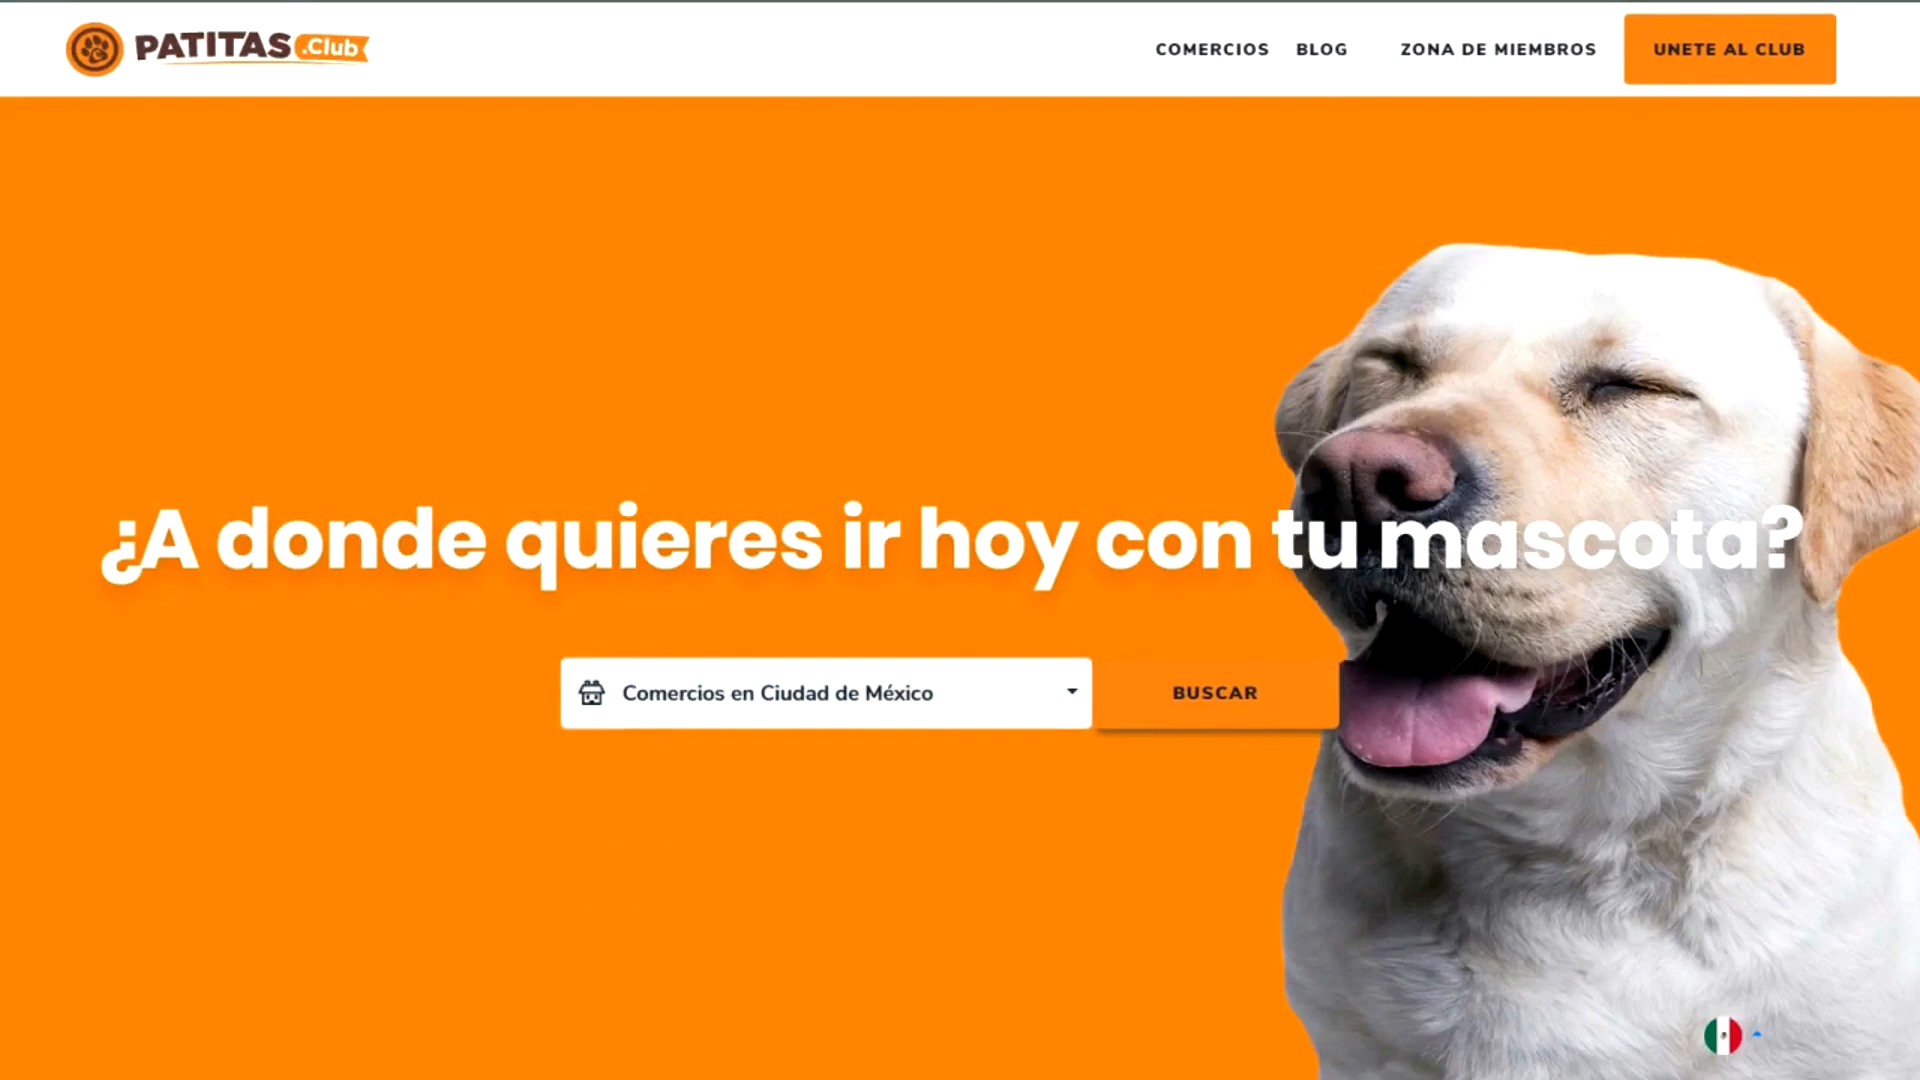 PATITAS .Club
COMERCIOS BLOG ZONA DE MIEMBROS UNETE AL CLUB
¿A donde quieres ir hoy con tu mascota?
Comercios en Ciudad de México BUSCAR